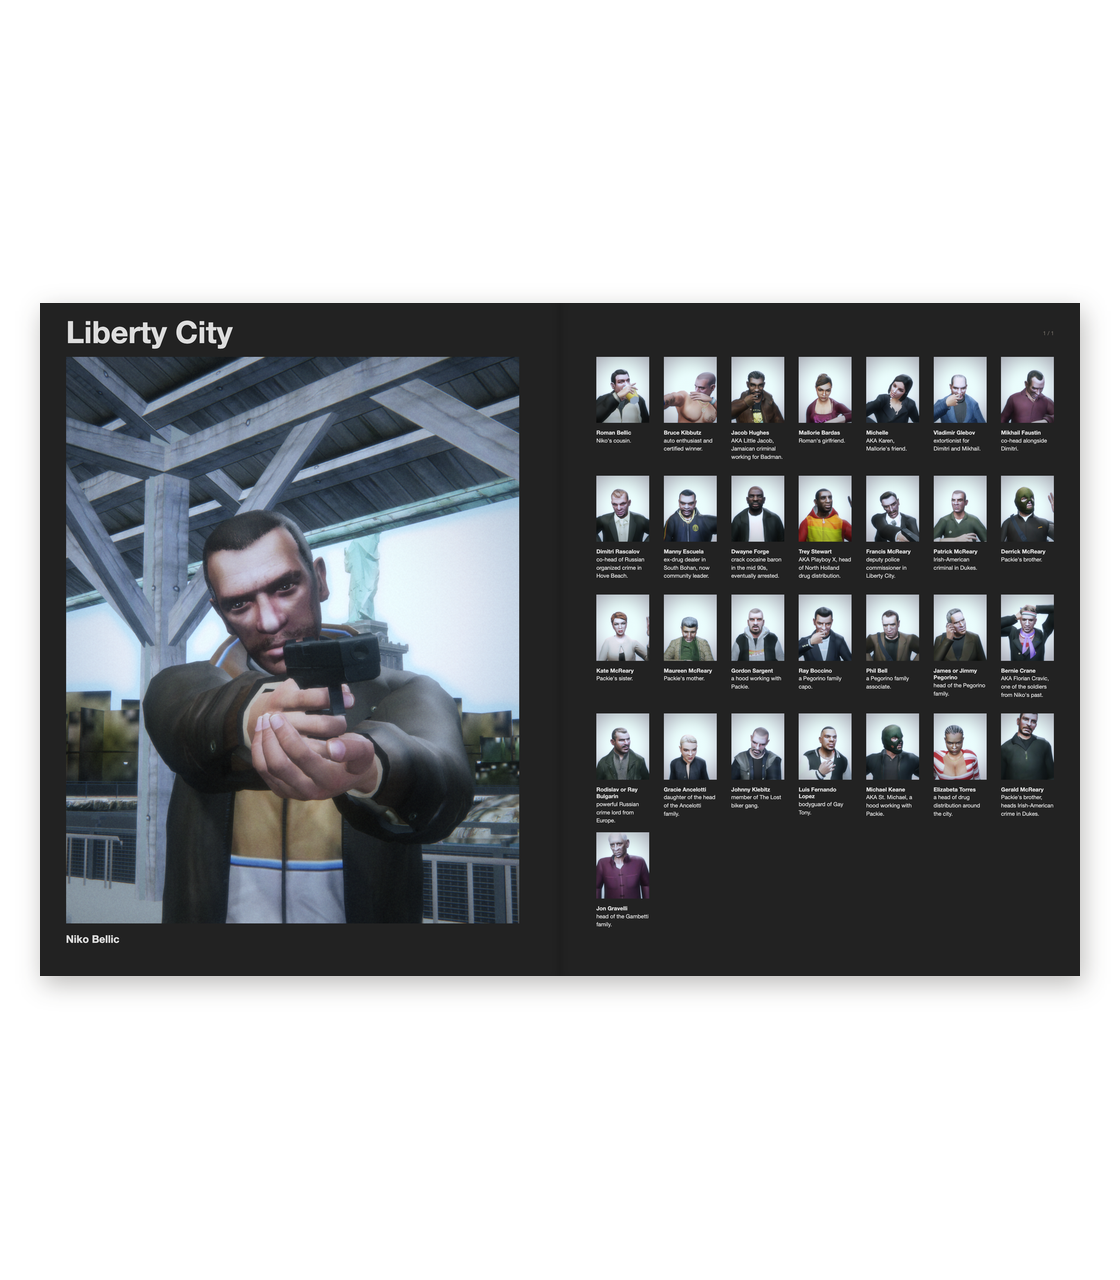 Liberty City
1 / 1
Roman Bellic
Niko's cousin.
Bruce Kibbutz
auto enthusiast and
certified winner.
Jacob Hughes
AKA Little Jacob,
Jamaican criminal
working for Badman.
Mallorie Bardas
Roman's girlfriend.
Michelle
AKA Karen,
Mallorie's friend.
Vladimir Glebov
extortionist for
Dimitri and Mikhail.
Mikhail Faustin
co-head alongside
Dimitri.
Dimitri Rascalov
co-head of Russian
organized crime in
Hove Beach.
Manny Escuela
ex-drug dealer in
South Bohan, now
community leader.
Dwayne Forge
crack cocaine baron
in the mid 90s,
eventually arrested.
Trey Stewart
AKA Playboy X, head
of North Holland
drug distribution.
Francis McReary
deputy police
commissioner in
Liberty City.
Patrick McReary
Irish-American
criminal in Dukes.
Derrick McReary
Packie's brother.
Kate McReary
Packie's sister.
Maureen McReary
Packie's mother.
Gordon Sargent
a hood working with
Packie.
Ray Boccino
a Pegorino family
capo.
Phil Bell
a Pegorino family
associate.
James or Jimmy
Pegorino
head of the Pegorino
family.
Bernie Crane
AKA Florian Cravic,
one of the soldiers
from Niko's past.
Rodislav or Ray
Bulgarin
powerful Russian
crime lord from
Europe.
Gracie Ancelotti
daughter of the head
of the Ancelotti
family.
Johnny Klebitz
member of The Lost
biker gang.
Luis Fernando
Lopez
bodyguard of Gay
Tony.
Michael Keane
AKA St. Michael, a
hood working with
Packie.
Elizabeta Torres
a head of drug
distribution around
the city.
Gerald McReary
Packie's brother,
heads Irish-American
crime in Dukes.
Jon Gravelli
head of the Gambetti
family.
Niko Bellic